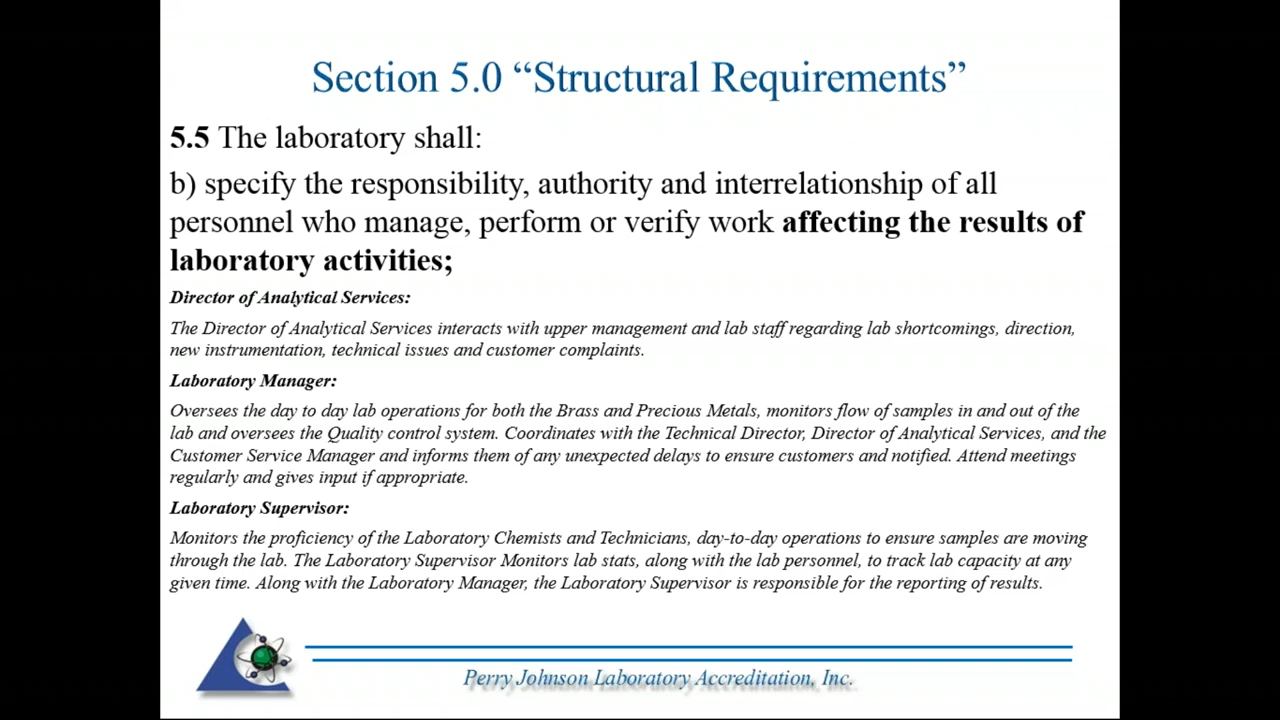 Section 5.0 “Structural Requirements”
5.5 The laboratory shall:
b) specify the responsibility, authority and interrelationship of all
personnel who manage, perform or verify work affecting the results of
laboratory activities;
Director of Analytical Services:
The Director of Analytical Services interacts with upper management and lab staff regarding lab shortcomings, direction,
new instrumentation, technical issues and customer complaints.
Laboratory Manager:
Oversees the day to day lab operations for both the Brass and Precious Metals, monitors flow of samples in and out of the
lab and oversees the Quality control system. Coordinates with the Technical Director, Director of Analytical Services, and the
Customer Service Manager and informs them of any unexpected delays to ensure customers and notified. Attend meetings
regularly and gives input if appropriate.
Laboratory Supervisor:
Monitors the proficiency of the Laboratory Chemists and Technicians, day-to-day operations to ensure samples are moving
through the lab. The Laboratory Supervisor Monitors lab stats, along with the lab personnel, to track lab capacity at any
given time. Along with the Laboratory Manager, the Laboratory Supervisor is responsible for the reporting of results.
Perry Johnson Laboratory Accreditation, Inc.